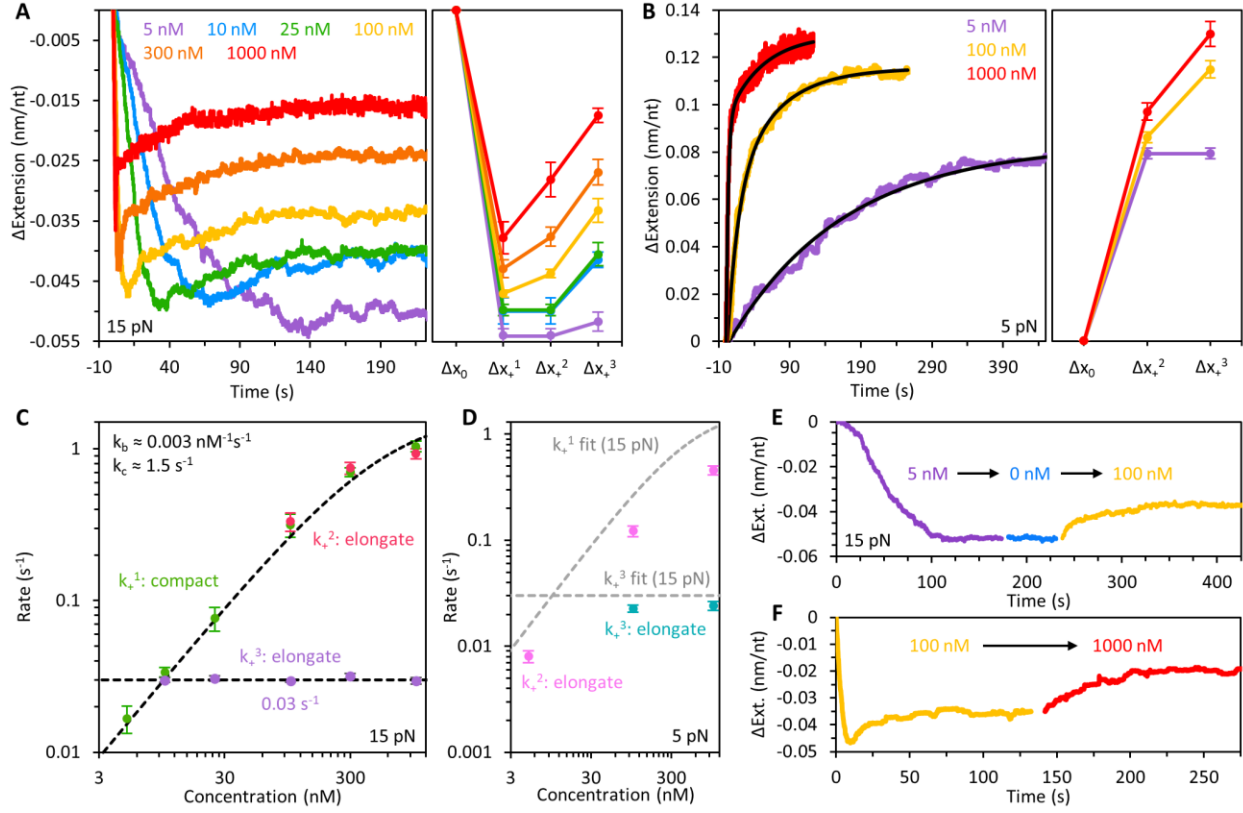 A
5 nM 10 nM 25 nM 100 nM
300 nM 1000 nM
-0.005
-0.015
-0.025
-0.035
-0.045
-0.055
ΔExtension (nm/nt)
15 pN
-10 40 90 140 190
Time (s)
Δx₀ Δx₊¹ Δx₊² Δx₊³
B
5 nM
100 nM
1000 nM
0.14
0.12
0.1
0.08
0.06
0.04
0.02
0
ΔExtension (nm/nt)
5 pN
-10 90 190 290 390
Time (s)
Δx₀ Δx₊² Δx₊³
C
k_b ≈ 0.003 nM⁻¹s⁻¹
k_c ≈ 1.5 s⁻¹
1
0.1
0.01
Rate (s⁻¹)
k₊²: elongate
k₊¹: compact
k₊³: elongate
0.03 s⁻¹
15 pN
3 30 300
Concentration (nM)
D
1
0.1
0.01
0.001
Rate (s⁻¹)
k₊¹ fit (15 pN)
k₊³ fit (15 pN)
k₊³: elongate
k₊²: elongate
5 pN
3 30 300
Concentration (nM)
E
0
-0.02
-0.04
-0.06
ΔExt. (nm/nt)
5 nM 0 nM 100 nM
15 pN
0 100 200 300 400
Time (s)
F
0
-0.01
-0.02
-0.03
-0.04
-0.05
ΔExt. (nm/nt)
100 nM 1000 nM
0 50 100 150 200 250
Time (s)